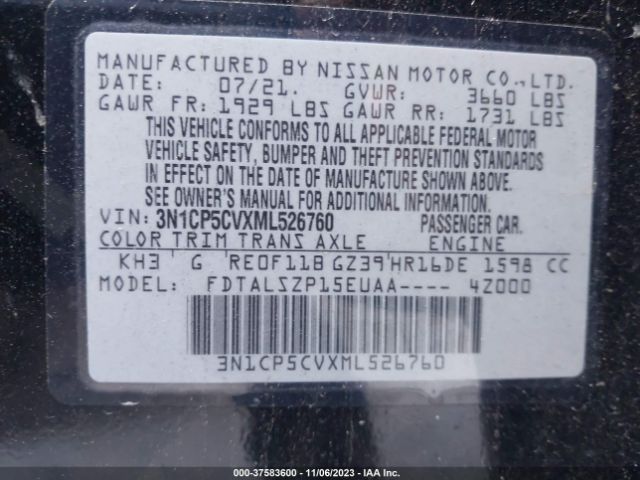 MANUFACTURED BY NISSAN MOTOR CO.,LTD.
DATE: 07/21. GVWR: 3660 LBS
GAWR FR: 1929 LBS GAWR RR: 1731 LBS
THIS VEHICLE CONFORMS TO ALL APPLICABLE FEDERAL MOTOR
VEHICLE SAFETY, BUMPER AND THEFT PREVENTION STANDARDS
IN EFFECT ON THE DATE OF MANUFACTURE SHOWN ABOVE.
SEE OWNER'S MANUAL FOR ADDITIONAL INFORMATION.
VIN: 3N1CP5CVXML526760 PASSENGER CAR.
COLOR TRIM TRANS AXLE ENGINE
KH3 G RE0F11B GZ39 HR16DE 1598 CC
MODEL: FDTALSZP15EUAA---- 4Z000
3N1CP5CVXML526760
000-37583600 - 11/06/2023 - IAA Inc.